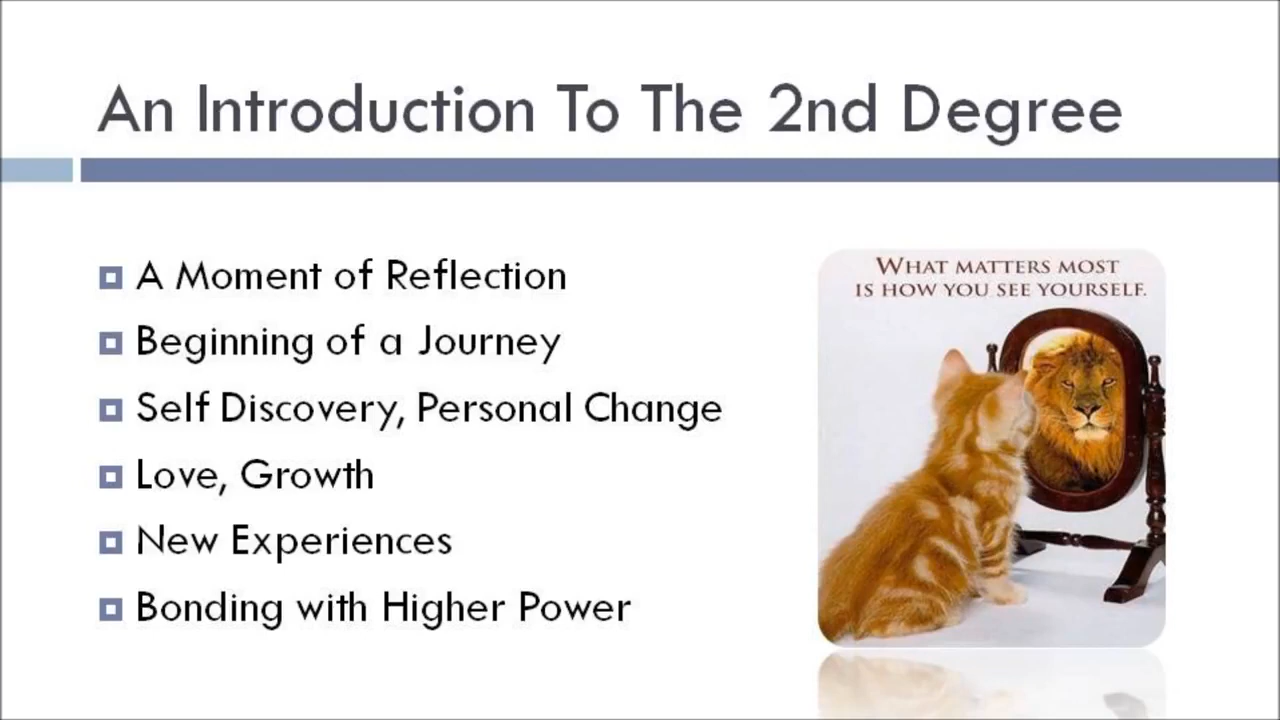 An Introduction To The 2nd Degree
A Moment of Reflection
Beginning of a Journey
Self Discovery, Personal Change
Love, Growth
New Experiences
Bonding with Higher Power
WHAT MATTERS MOST
IS HOW YOU SEE YOURSELF.